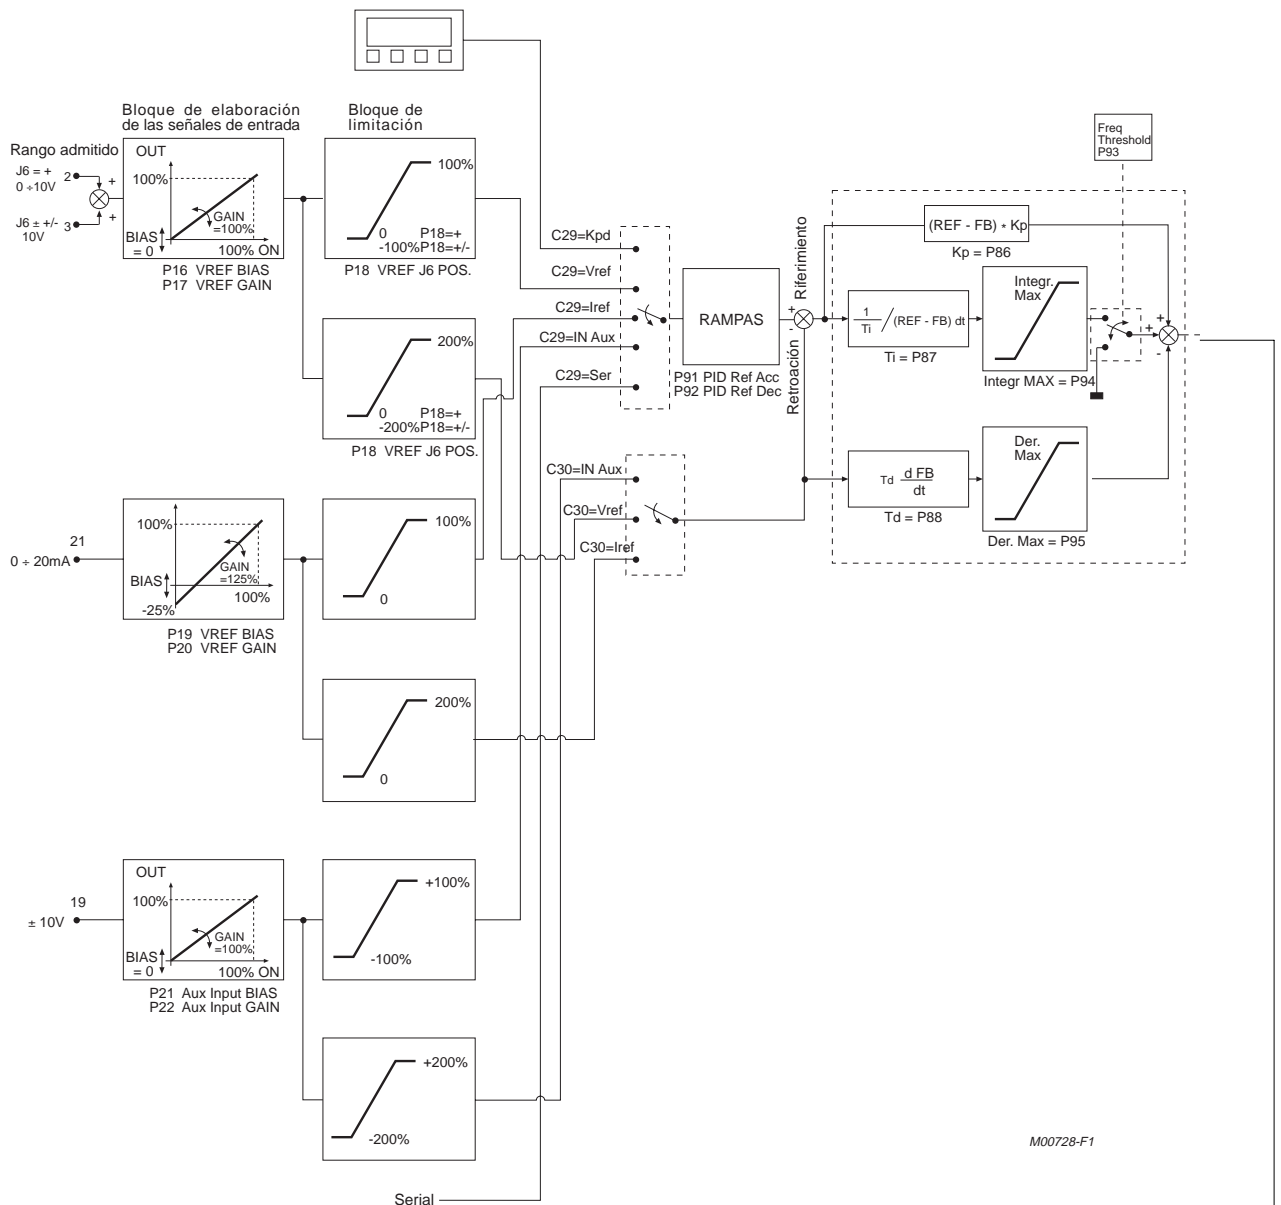 Bloque de elaboración
de las señales de entrada
Bloque de
limitación
Rango admitido
J6 = +
0 ÷10V
2
+
J6 ± +/-
10V
3
+
OUT
100%
GAIN
=100%
BIAS
= 0
100% ON
P16 VREF BIAS
P17 VREF GAIN
100%
0 P18=+
-100%P18=+/-
P18 VREF J6 POS.
200%
0 P18=+
-200%P18=+/-
P18 VREF J6 POS.
C29=Kpd
C29=Vref
C29=Iref
C29=IN Aux
C29=Ser
RAMPAS
P91 PID Ref Acc
P92 PID Ref Dec
Riferimiento
Retroación
+
-
Freq
Threshold
P93
(REF - FB) * Kp
Kp = P86
1
Ti
/(REF - FB) dt
Ti = P87
Integr.
Max
Integr MAX = P94
+
+
-
Td d FB
dt
Td = P88
Der.
Max
Der. Max = P95
C30=IN Aux
C30=Vref
C30=Iref
21
0 ÷ 20mA
100%
GAIN
=125%
BIAS
100%
-25%
P19 VREF BIAS
P20 VREF GAIN
100%
0
200%
0
19
± 10V
OUT
100%
GAIN
=100%
BIAS
= 0
100% ON
P21 Aux Input BIAS
P22 Aux Input GAIN
+100%
-100%
+200%
-200%
Serial
M00728-F1